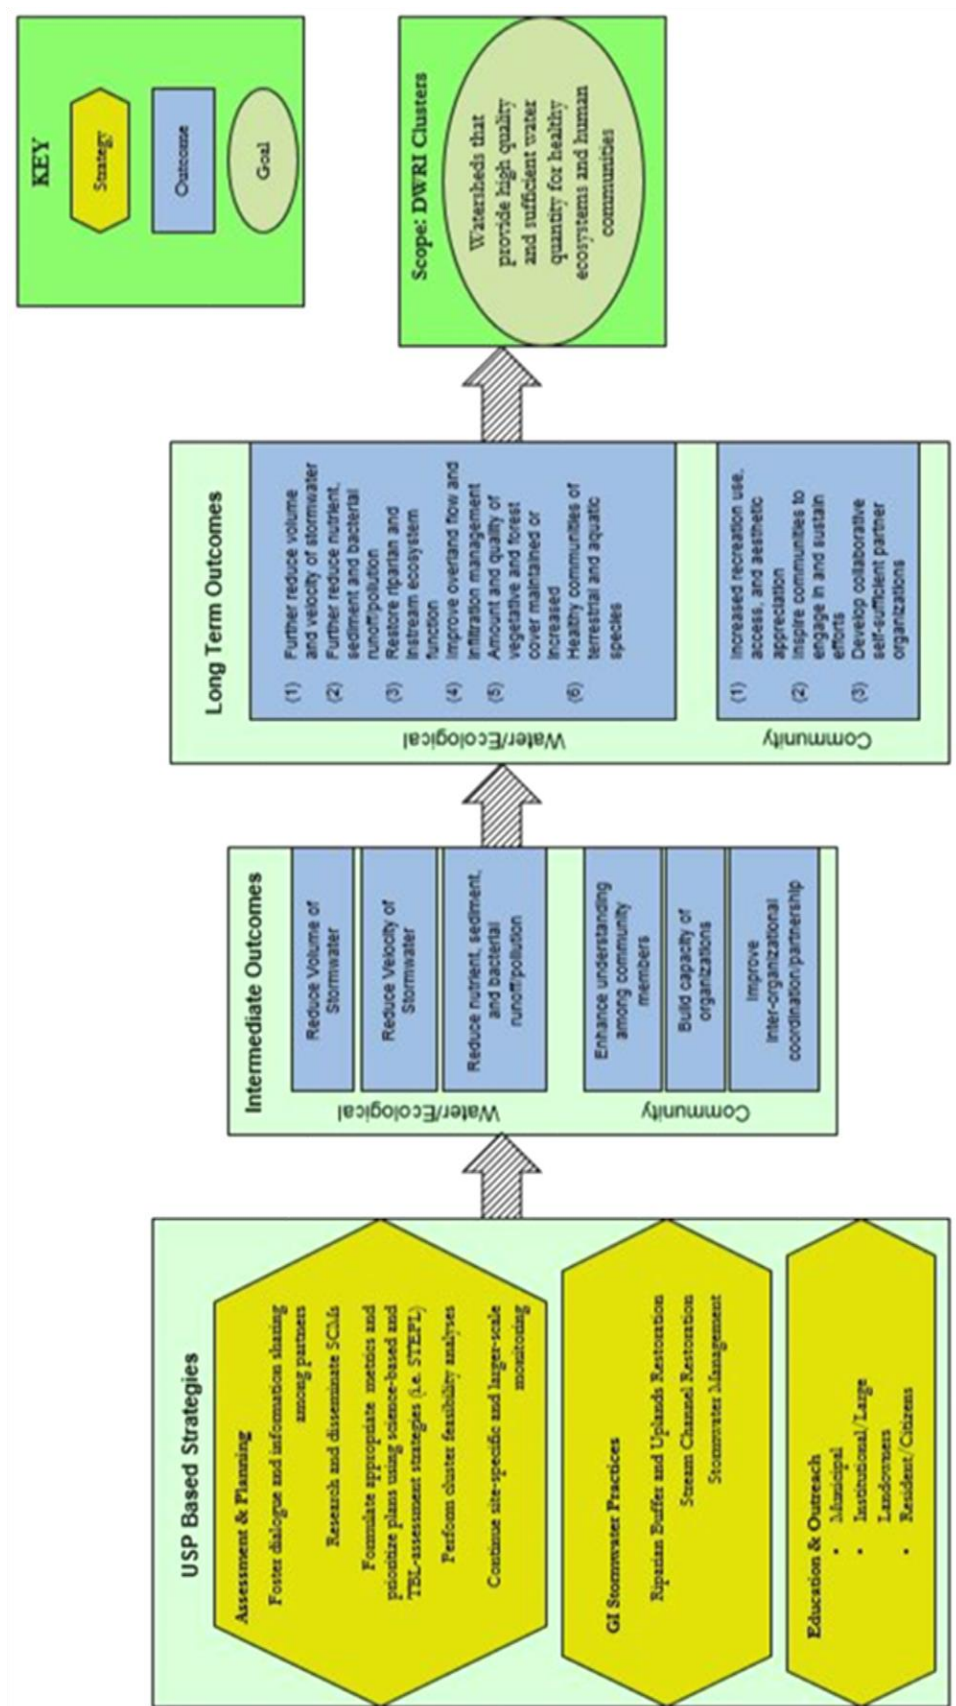 USP Based Strategies
Assessment & Planning
Foster dialogue and information sharing
among partners
Research and disseminate SCMs
Formulate appropriate metrics and
prioritize plans using science-based and
TBL-assessment strategies (i.e. STEPL)
Perform cluster feasibility analyses
Continue site-specific and larger-scale
monitoring
GI Stormwater Practices
Riparian Buffer and Uplands Restoration
Stream Channel Restoration
Stormwater Management
Education & Outreach
• Municipal
• Institutional/Large
Landowners
• Resident/Citizens
Intermediate Outcomes
Water/Ecological
Reduce Volume of
Stormwater
Reduce Velocity of
Stormwater
Reduce nutrient, sediment,
and bacterial
runoff/pollution
Community
Enhance understanding
among community
members
Build capacity of
organizations
Improve
Inter-organizational
coordination/partnership
Long Term Outcomes
Water/Ecological
(1) Further reduce volume
and velocity of stormwater
(2) Further reduce nutrient,
sediment and bacterial
runoff/pollution
(3) Restore riparian and
instream ecosystem
function
(4) Improve overland flow and
infiltration management
(5) Amount and quality of
vegetative and forest
cover maintained or
increased
(6) Healthy communities of
terrestrial and aquatic
species
Community
(1) Increased recreation use,
access, and aesthetic
appreciation
(2) Inspire communities to
engage in and sustain
efforts
(3) Develop collaborative
self-sufficient partner
organizations
KEY
Strategy
Outcome
Goal
Scope: DWRI Clusters
Watersheds that
provide high quality
and sufficient water
quantity for healthy
ecosystems and human
communities